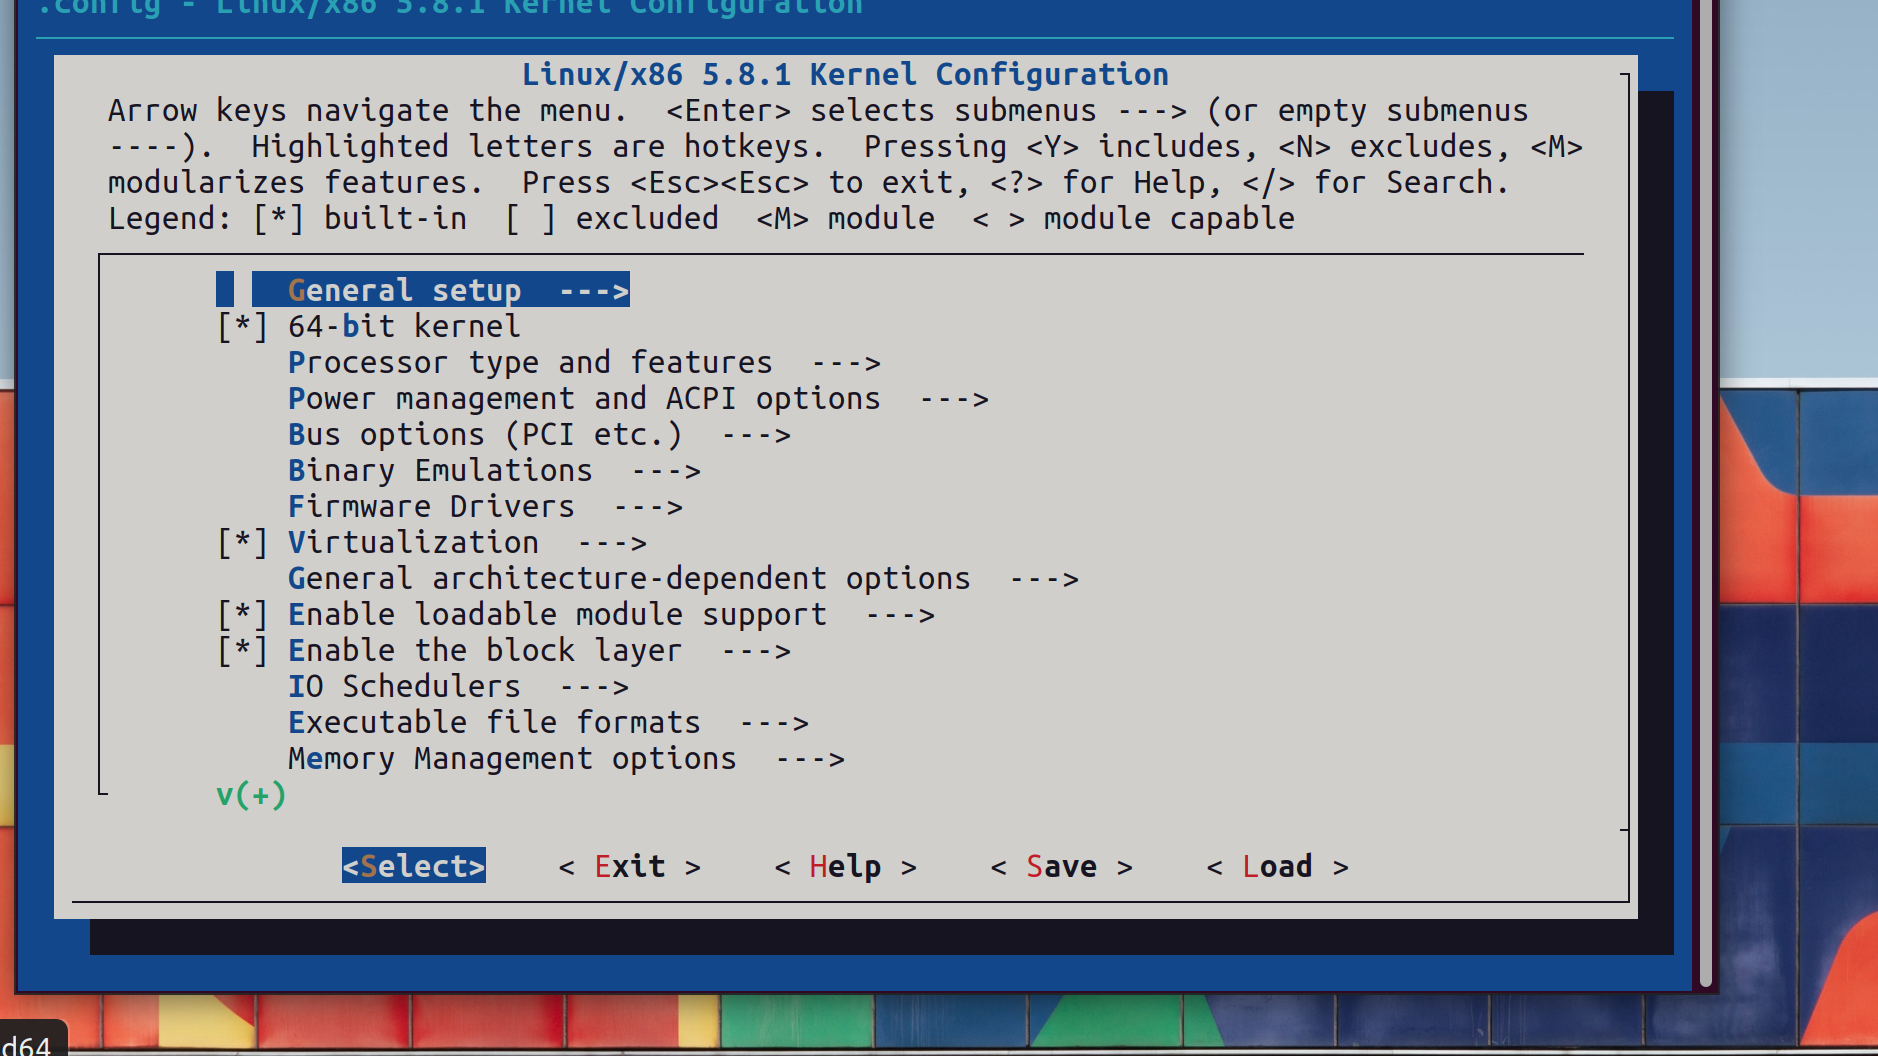 .config - Linux/x86 5.8.1 Kernel Configuration
Linux/x86 5.8.1 Kernel Configuration
Arrow keys navigate the menu.  <Enter> selects submenus ---> (or empty submenus
----).  Highlighted letters are hotkeys.  Pressing <Y> includes, <N> excludes, <M>
modularizes features.  Press <Esc><Esc> to exit, <?> for Help, </> for Search.
Legend: [*] built-in  [ ] excluded  <M> module  < > module capable
General setup  --->
[*] 64-bit kernel
Processor type and features  --->
Power management and ACPI options  --->
Bus options (PCI etc.)  --->
Binary Emulations  --->
Firmware Drivers  --->
[*] Virtualization  --->
General architecture-dependent options  --->
[*] Enable loadable module support  --->
[*] Enable the block layer  --->
IO Schedulers  --->
Executable file formats  --->
Memory Management options  --->
v(+)
<Select>    < Exit >    < Help >    < Save >    < Load >
d64